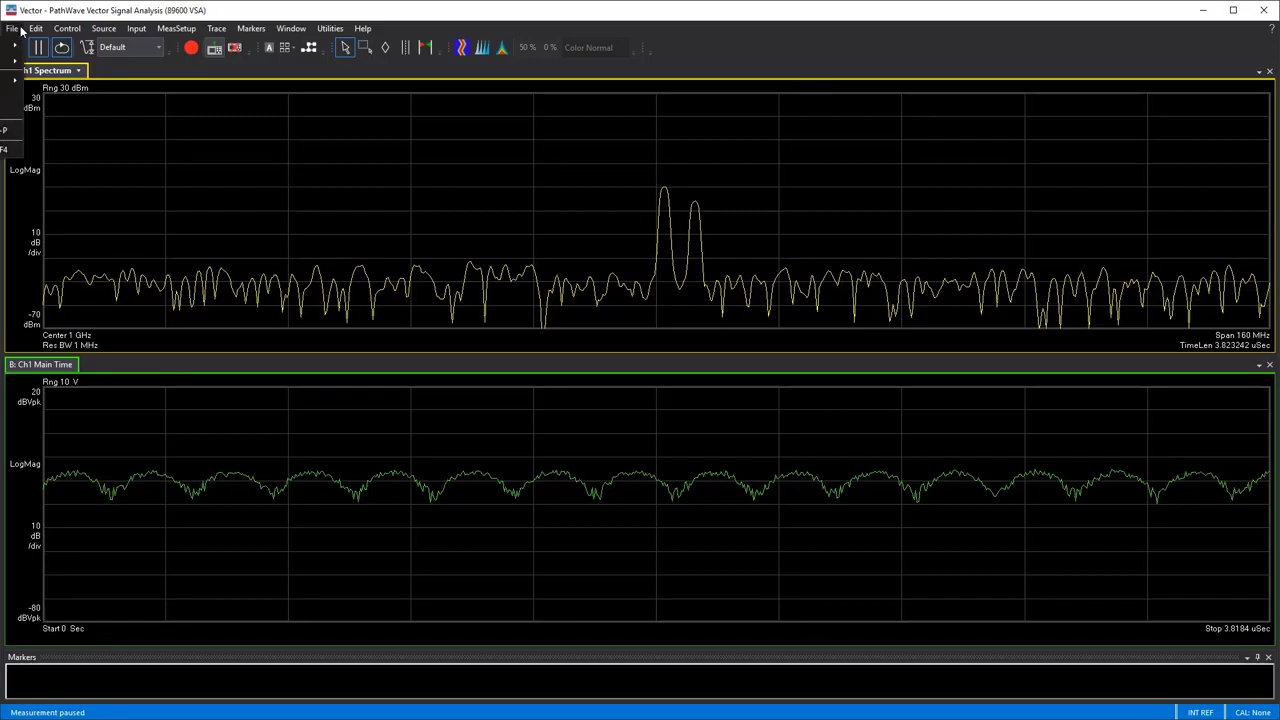 Vector - PathWave Vector Signal Analysis (89600 VSA)
File Edit Control Source Input MeasSetup Trace Markers Window Utilities Help
Default A 50 % 0 % Color Normal
h1 Spectrum
Rng 30 dBm
30
dBm
-P
F4
LogMag
10
dB
/div
-70
dBm
Center 1 GHz Span 160 MHz
Res BW 1 MHz TimeLen 3.823242 uSec
B: Ch1 Main Time
Rng 10 V
20
dBVpk
LogMag
10
dB
/div
-80
dBVpk
Start 0 Sec Stop 3.8184 uSec
Markers
Measurement paused INT REF CAL: None